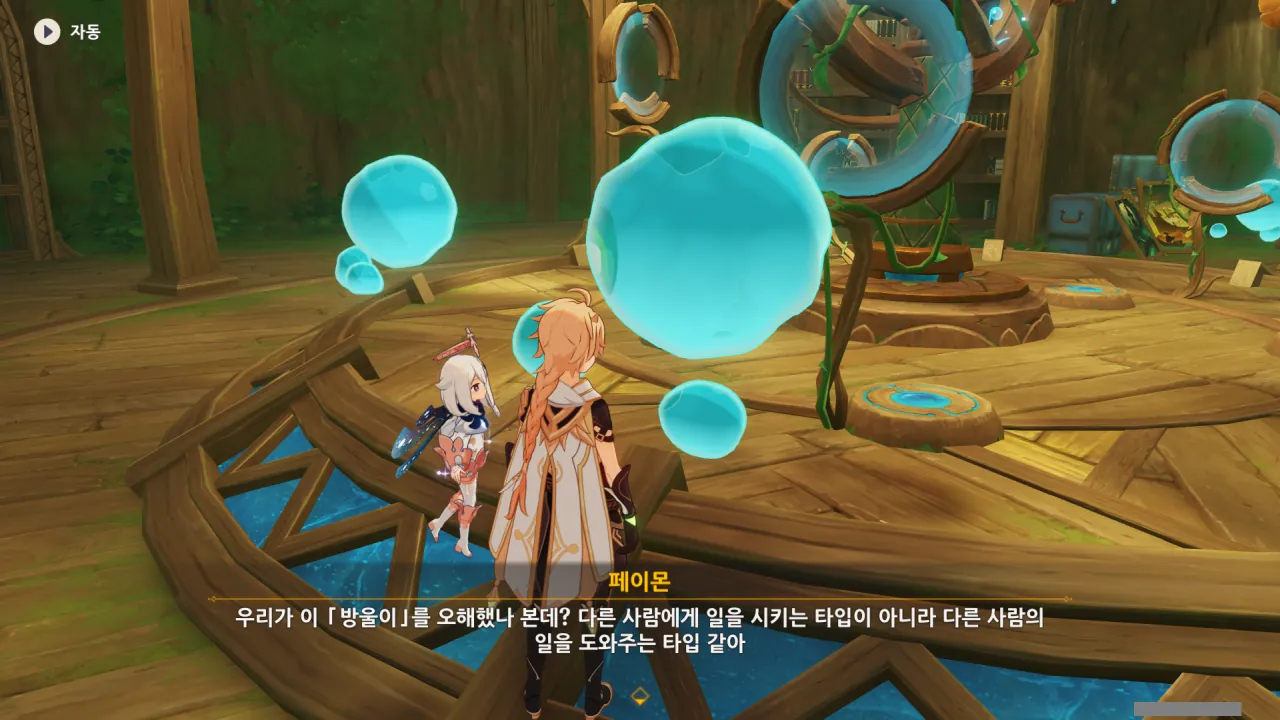 자동
페이몬
우리가 이 「방울이」를 오해했나 본데? 다른 사람에게 일을 시키는 타입이 아니라 다른 사람의
일을 도와주는 타입 같아